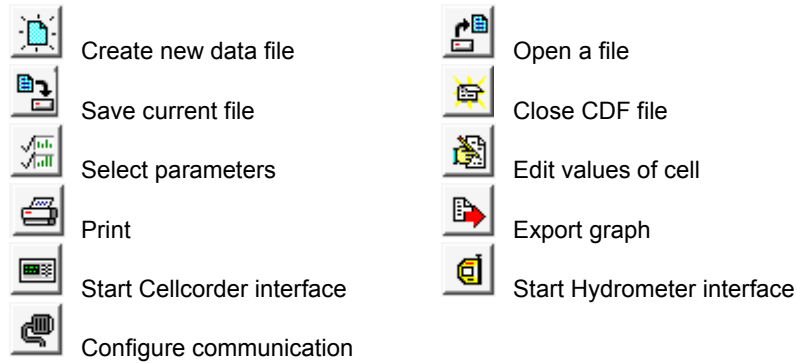 Create new data file
Open a file
Save current file
Close CDF file
Select parameters
Edit values of cell
Print
Export graph
Start Cellcorder interface
Start Hydrometer interface
Configure communication